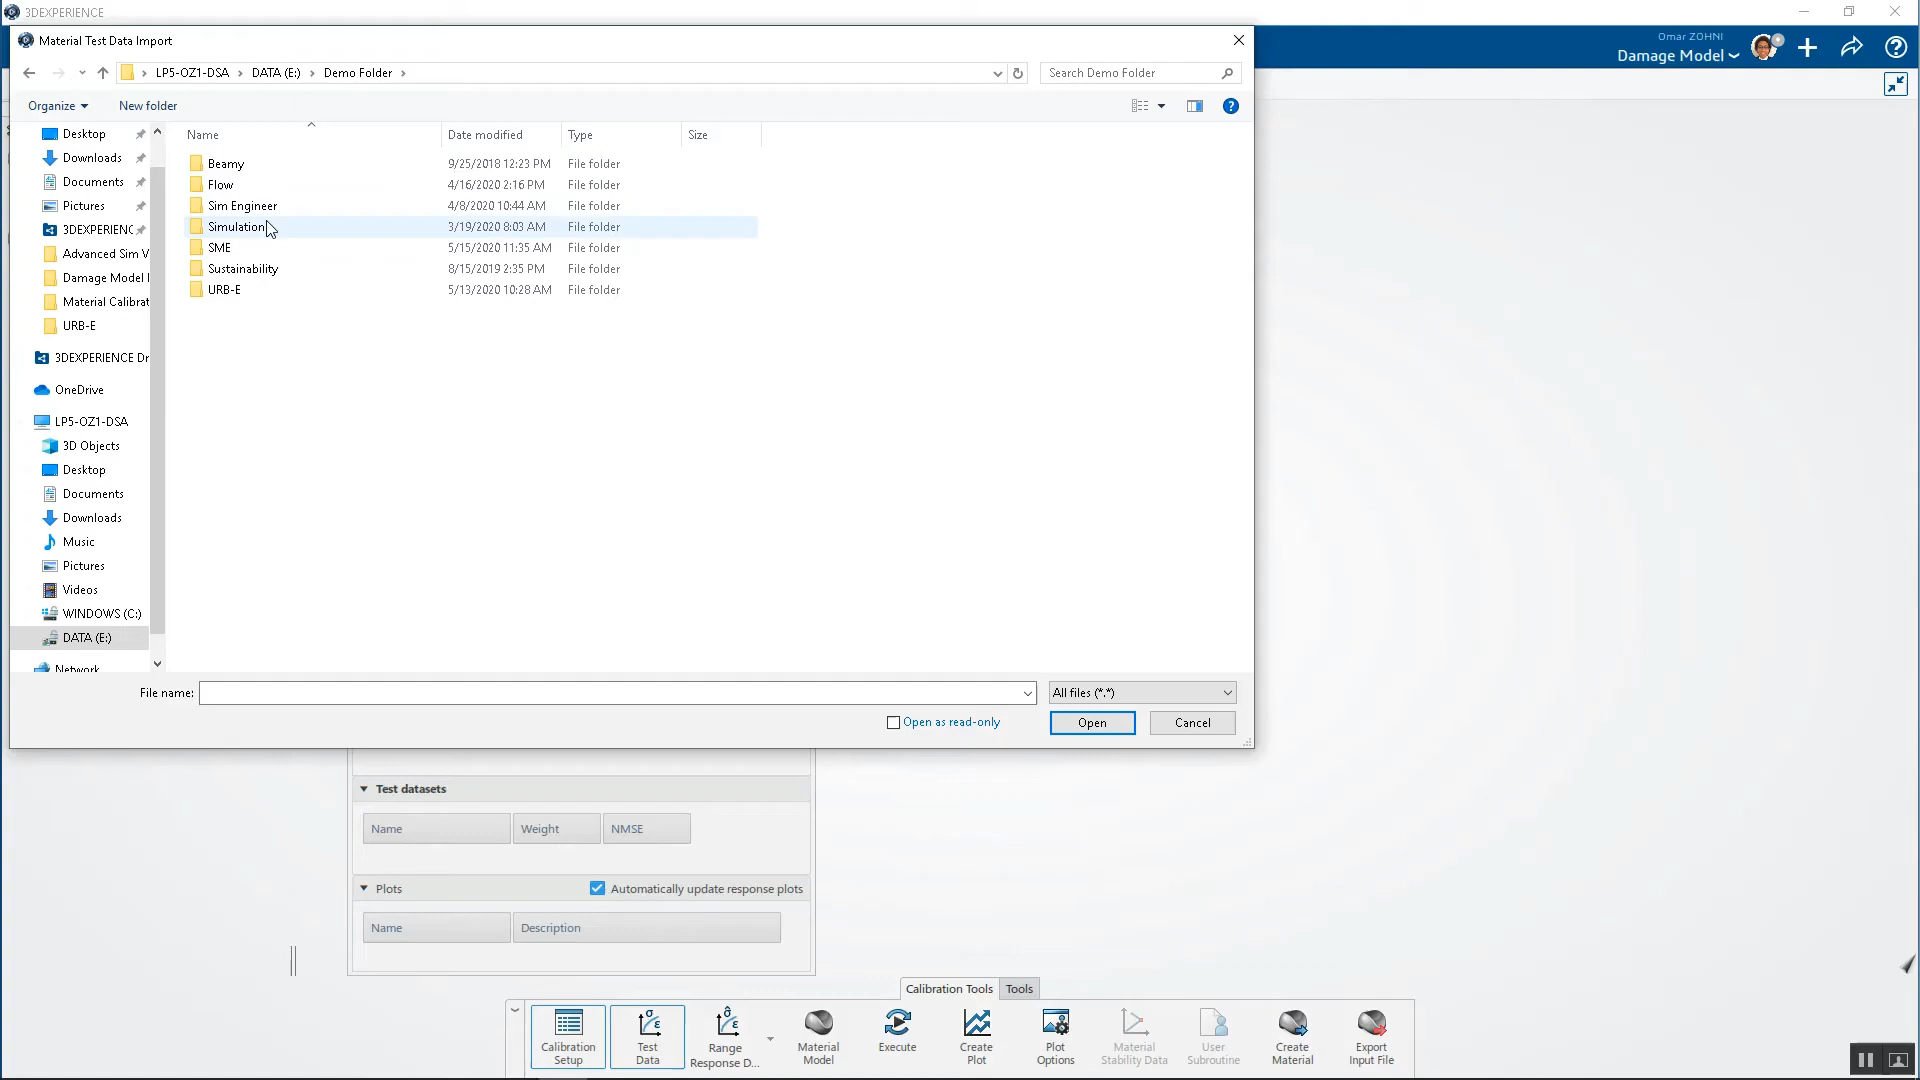 3DEXPERIENCE
Omar ZOHNI
Damage Model
Material Test Data Import
LP5-OZ1-DSA > DATA (E:) > Demo Folder >
Search Demo Folder
Organize
New folder
Name
Date modified
Type
Size
Beamy 9/25/2018 12:23 PM File folder
Flow 4/16/2020 2:16 PM File folder
Sim Engineer 4/8/2020 10:44 AM File folder
Simulation 3/19/2020 8:03 AM File folder
SME 5/15/2020 11:35 AM File folder
Sustainability 8/15/2019 2:35 PM File folder
URB-E 5/13/2020 10:28 AM File folder
Desktop
Downloads
Documents
Pictures
3DEXPERIENC
Advanced Sim V
Damage Model I
Material Calibrat
URB-E
3DEXPERIENCE Dr
OneDrive
LP5-OZ1-DSA
3D Objects
Desktop
Documents
Downloads
Music
Pictures
Videos
WINDOWS (C:)
DATA (E:)
Network
File name:
All files (*.*)
Open as read-only
Open
Cancel
Test datasets
Name
Weight
NMSE
Plots
Automatically update response plots
Name
Description
Calibration Tools
Tools
Calibration Setup
Test Data
Range Response D...
Material Model
Execute
Create Plot
Plot Options
Material Stability Data
User Subroutine
Create Material
Export Input File